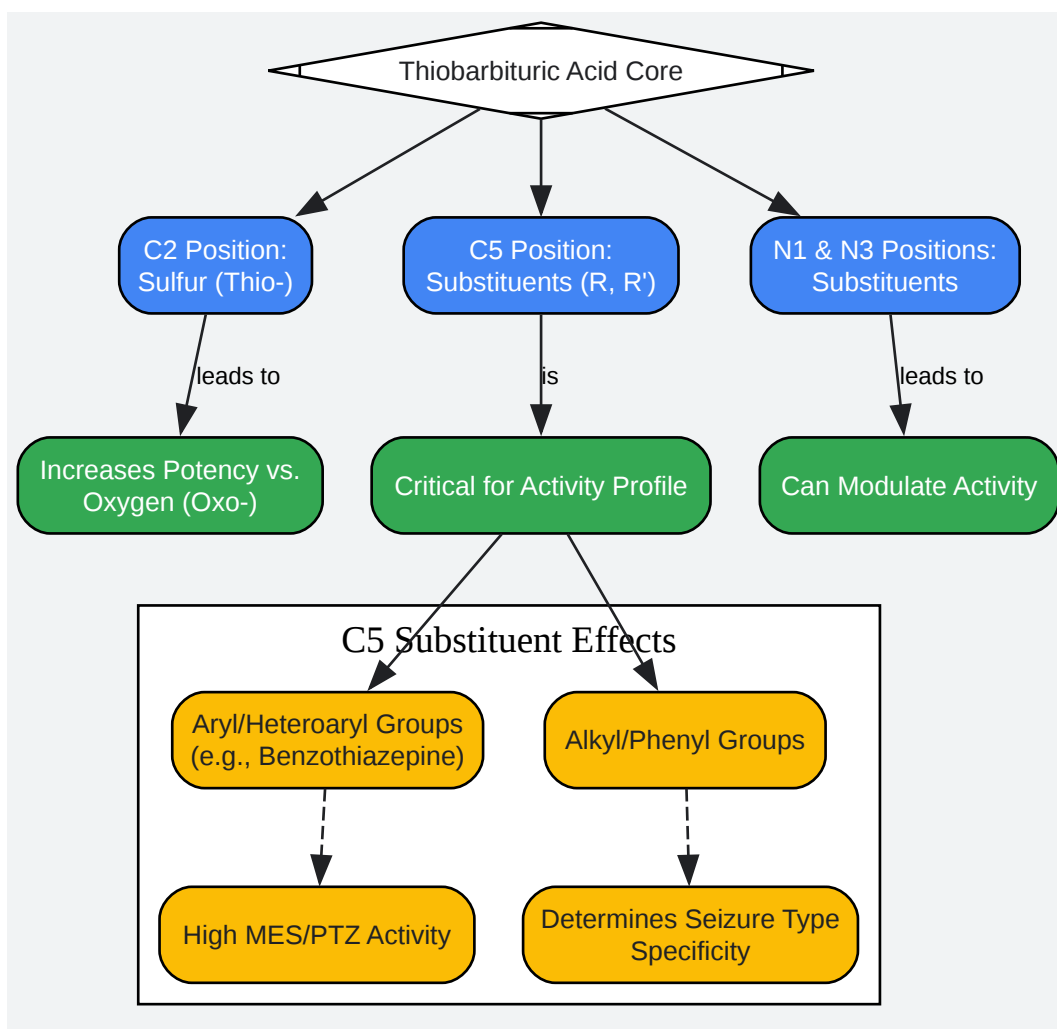 Thiobarbituric Acid Core
C2 Position:
Sulfur (Thio-)
C5 Position:
Substituents (R, R')
N1 & N3 Positions:
Substituents
leads to
is
leads to
Increases Potency vs.
Oxygen (Oxo-)
Critical for Activity Profile
Can Modulate Activity
C5 Substituent Effects
Aryl/Heteroaryl Groups
(e.g., Benzothiazepine)
Alkyl/Phenyl Groups
High MES/PTZ Activity
Determines Seizure Type
Specificity